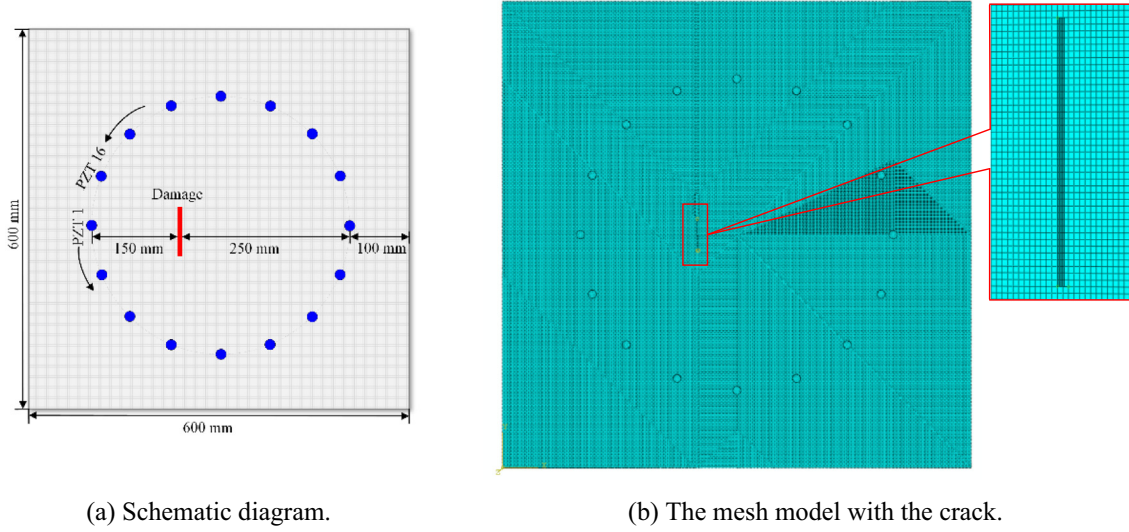 PZT 16
Damage
PZT 1
600 mm
150 mm
250 mm
100 mm
600 mm
(a) Schematic diagram.
(b) The mesh model with the crack.